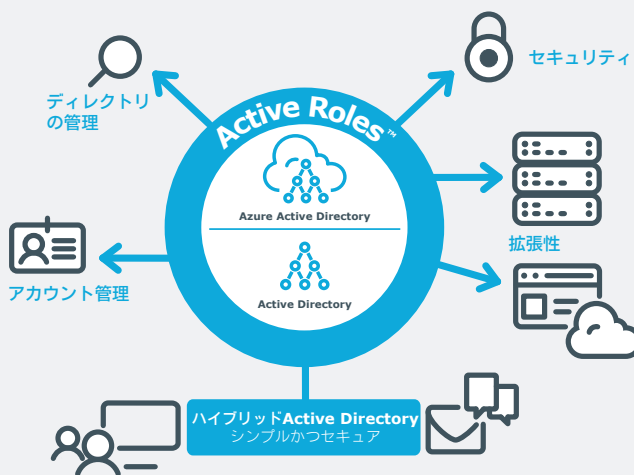 セキュリティ
ディレクトリ
の管理
Active Roles™
Azure Active Directory
Active Directory
拡張性
アカウント管理
ハイブリッドActive Directory
シンプルかつセキュア